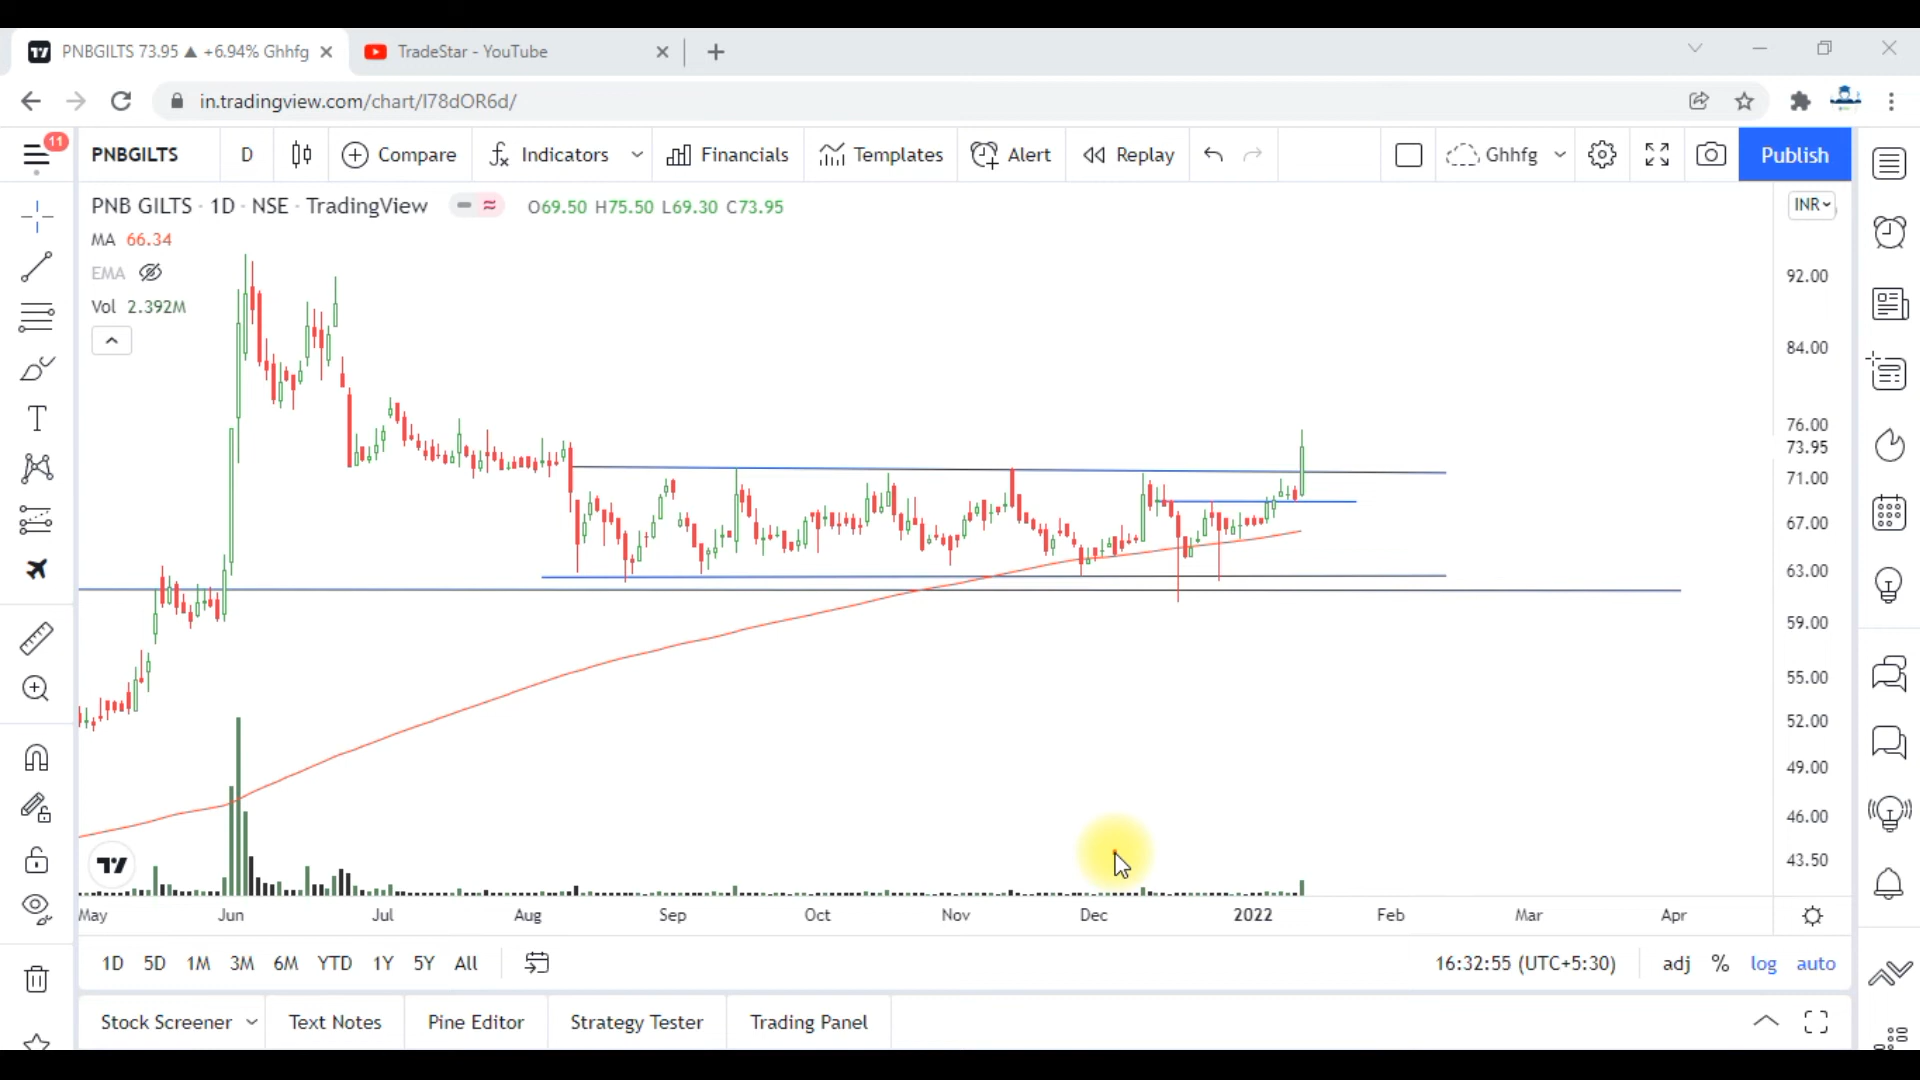 PNBGILTS 73.95 ▲ +6.94% Ghhfg
TradeStar - YouTube
in.tradingview.com/chart/I78dOR6d/
11
PNBGILTS D Compare Indicators Financials Templates Alert Replay Ghhfg Publish
PNB GILTS · 1D · NSE · TradingView O69.50 H75.50 L69.30 C73.95
INR
MA 66.34
EMA
Vol 2.392M
92.00
84.00
76.00
73.95
71.00
67.00
63.00
59.00
55.00
52.00
49.00
46.00
43.50
May Jun Jul Aug Sep Oct Nov Dec 2022 Feb Mar Apr
1D 5D 1M 3M 6M YTD 1Y 5Y All 16:32:55 (UTC+5:30) adj % log auto
Stock Screener Text Notes Pine Editor Strategy Tester Trading Panel